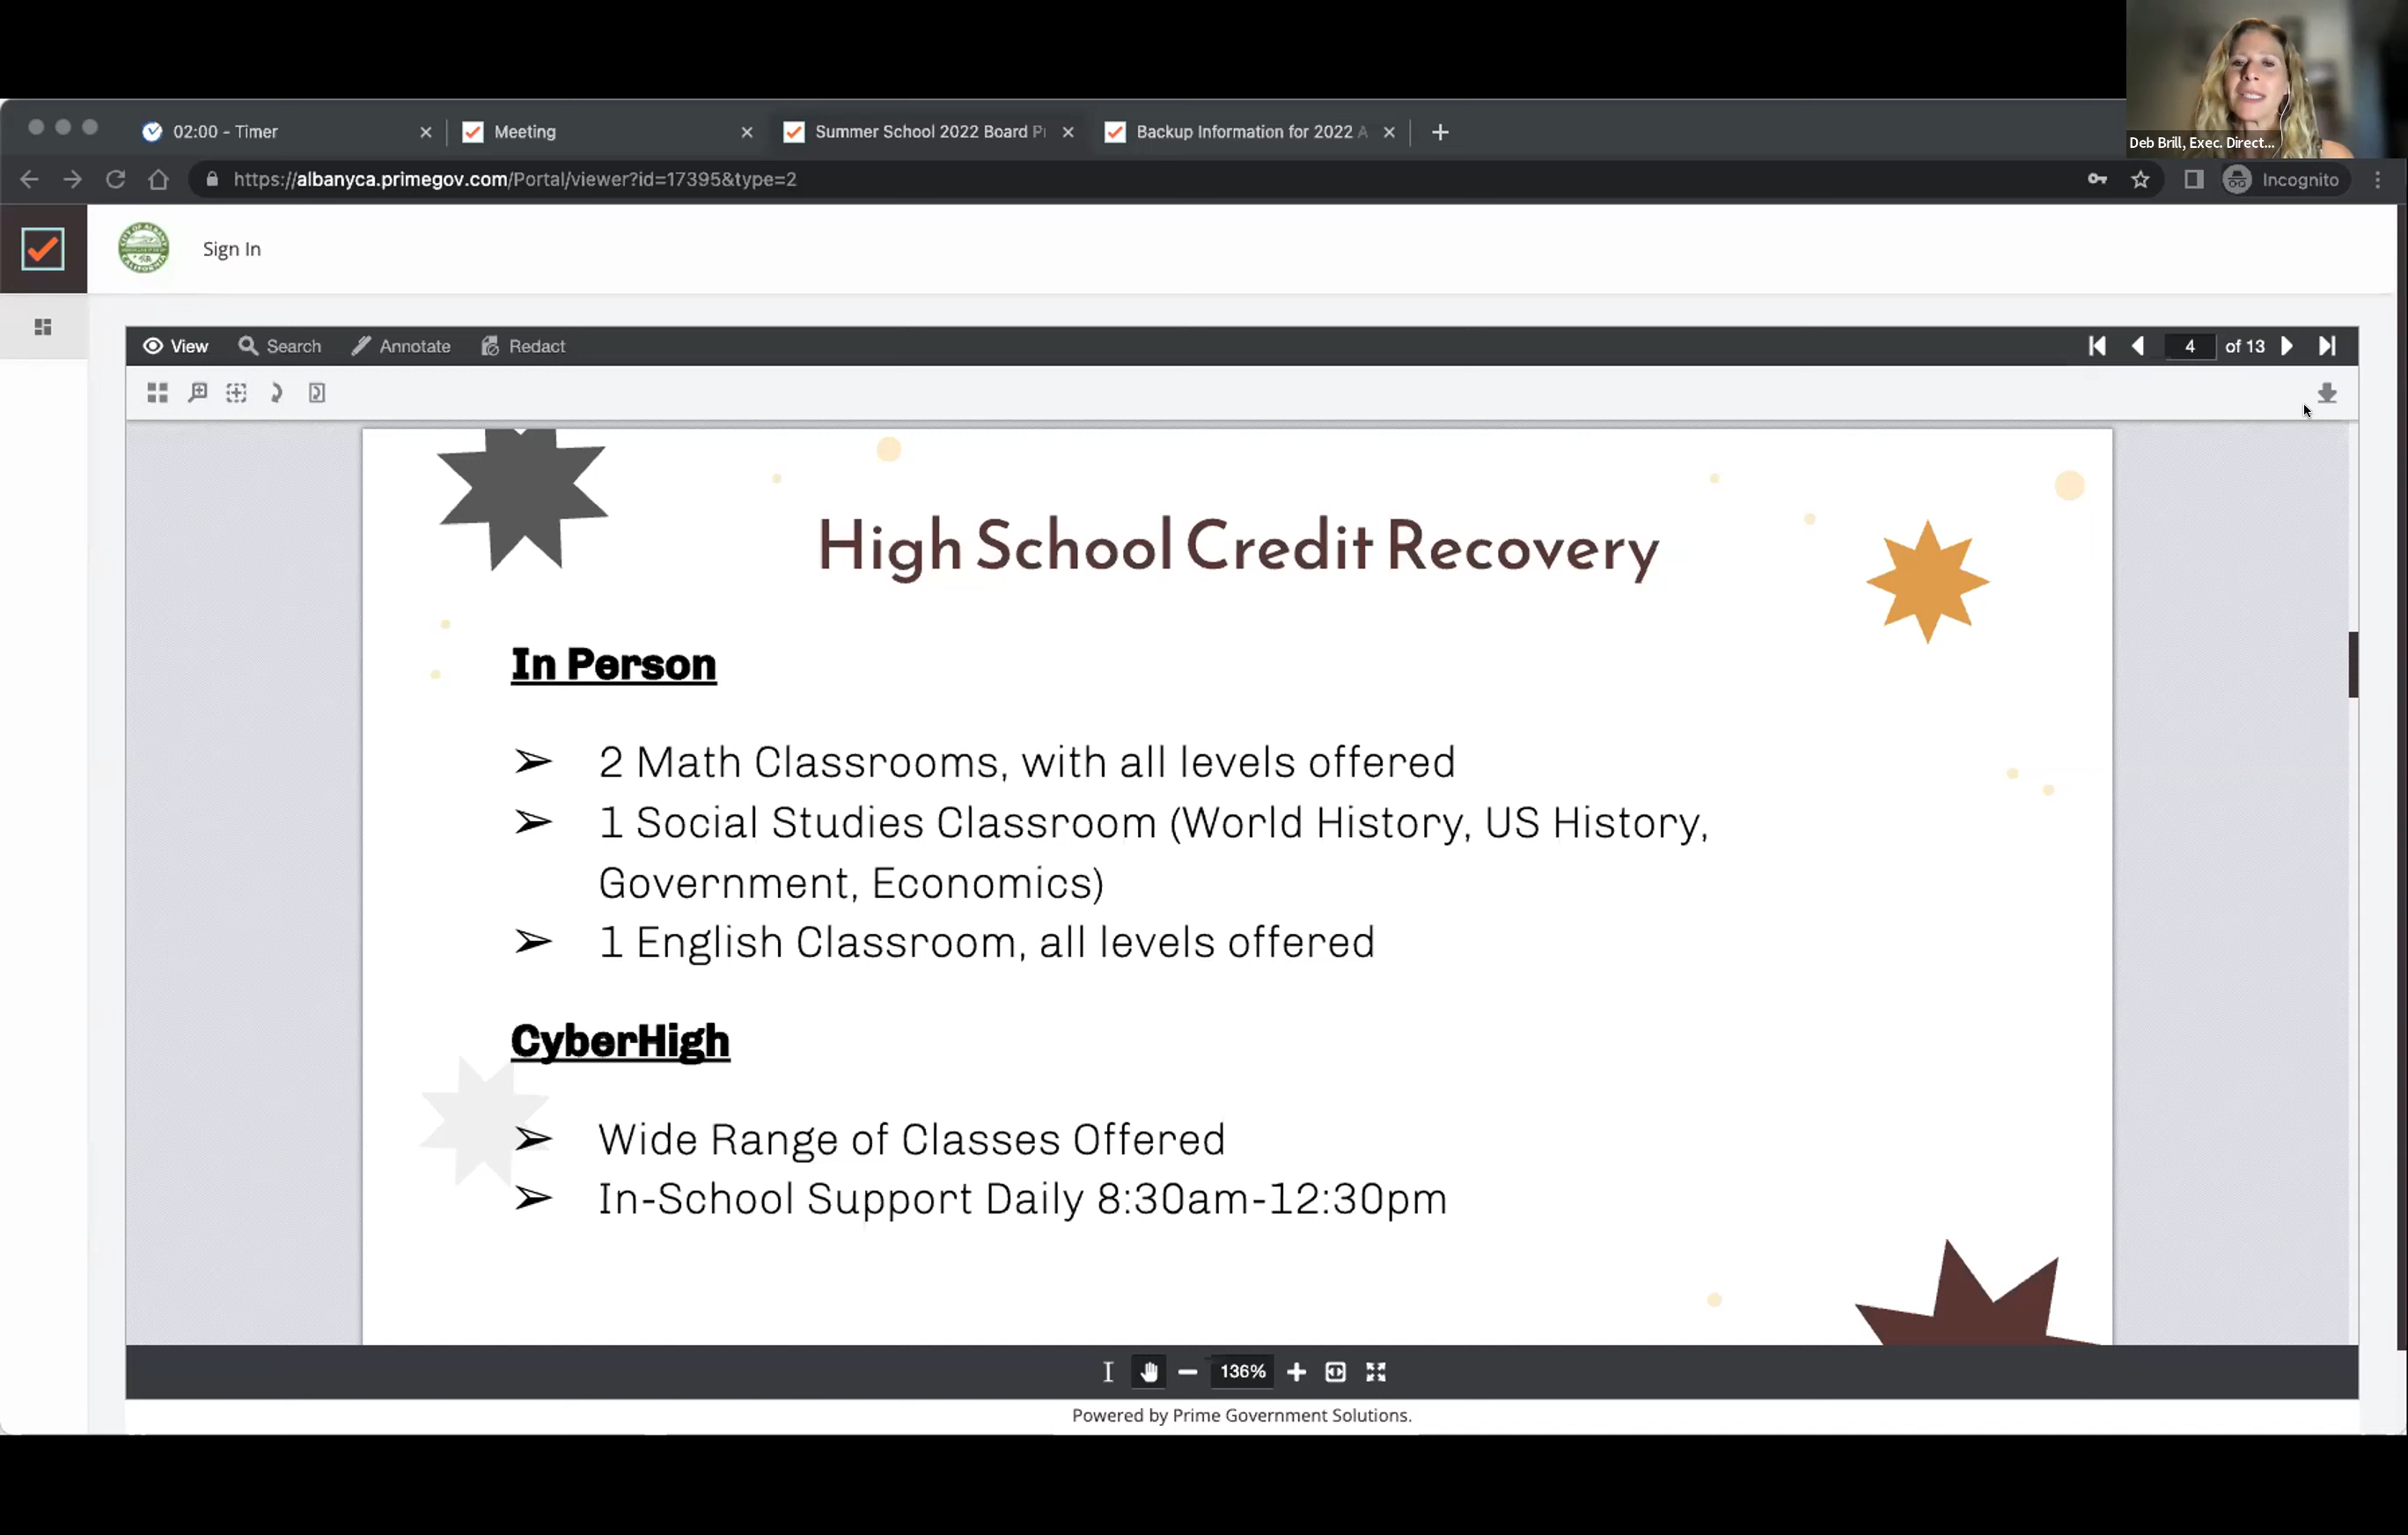 Deb Brill, Exec. Direct...
02:00 - Timer
Meeting
Summer School 2022 Board
Backup Information for 2022 A
https://albanyca.primegov.com/Portal/viewer?id=17395&type=2
Incognito
CITY OF ALBANY
CALIFORNIA
Sign In
View
Search
Annotate
Redact
4 of 13
High School Credit Recovery
In Person
➢ 2 Math Classrooms, with all levels offered
➢ 1 Social Studies Classroom (World History, US History,
Government, Economics)
➢ 1 English Classroom, all levels offered
CyberHigh
➢ Wide Range of Classes Offered
➢ In-School Support Daily 8:30am-12:30pm
136%
Powered by Prime Government Solutions.